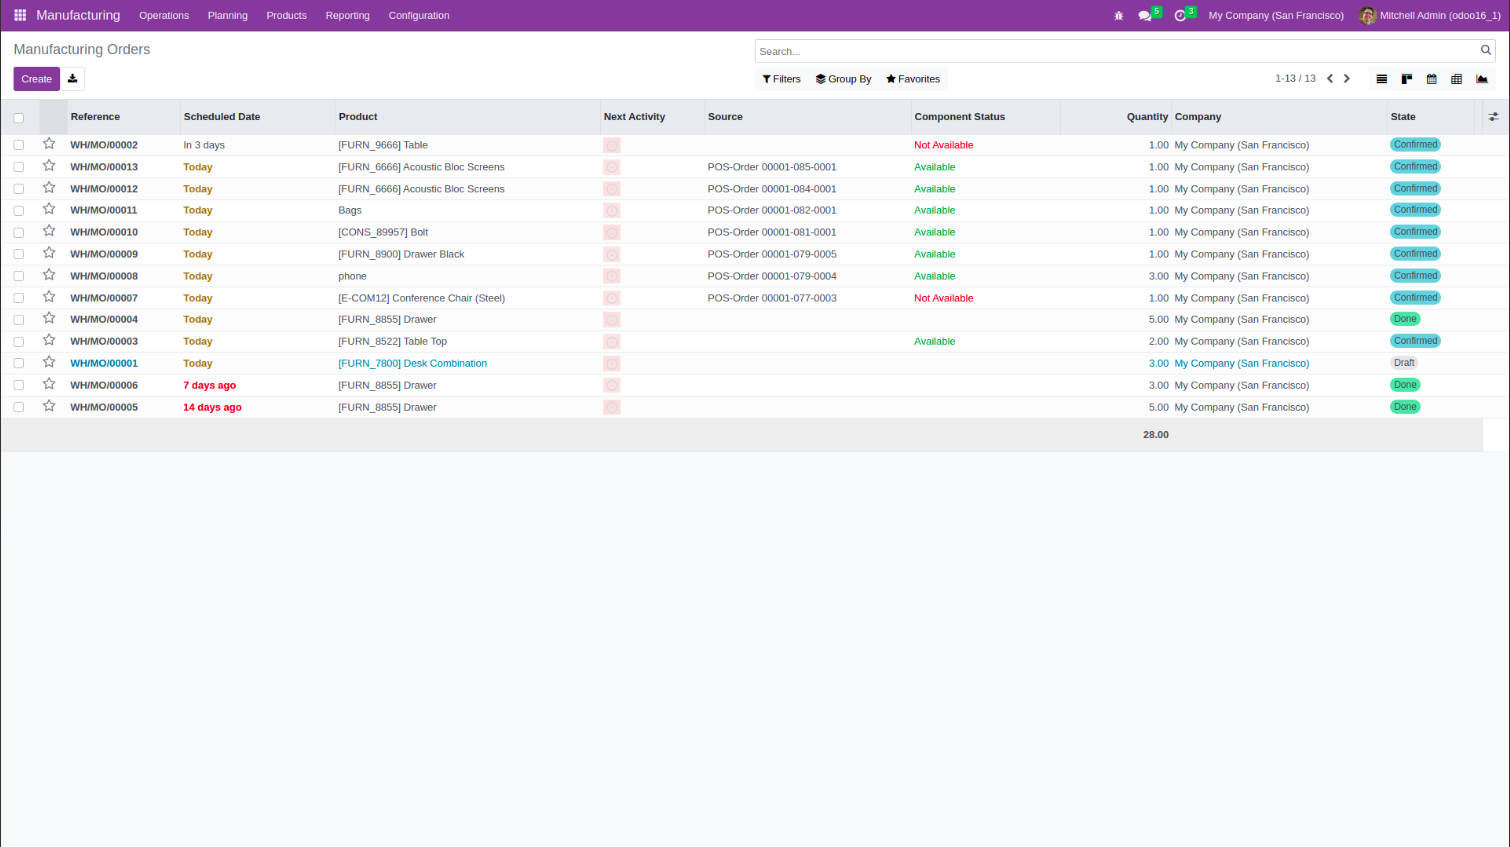 Manufacturing Operations Planning Products Reporting Configuration 5 3 My Company (San Francisco) Mitchell Admin (odoo16_1)
Manufacturing Orders Search...
Create Filters Group By Favorites 1-13 / 13
Reference Scheduled Date Product Next Activity Source Component Status Quantity Company State
WH/MO/00002 In 3 days [FURN_9666] Table Not Available 1.00 My Company (San Francisco) Confirmed
WH/MO/00013 Today [FURN_6666] Acoustic Bloc Screens POS-Order 00001-085-0001 Available 1.00 My Company (San Francisco) Confirmed
WH/MO/00012 Today [FURN_6666] Acoustic Bloc Screens POS-Order 00001-084-0001 Available 1.00 My Company (San Francisco) Confirmed
WH/MO/00011 Today Bags POS-Order 00001-082-0001 Available 1.00 My Company (San Francisco) Confirmed
WH/MO/00010 Today [CONS_89957] Bolt POS-Order 00001-081-0001 Available 1.00 My Company (San Francisco) Confirmed
WH/MO/00009 Today [FURN_8900] Drawer Black POS-Order 00001-079-0005 Available 1.00 My Company (San Francisco) Confirmed
WH/MO/00008 Today phone POS-Order 00001-079-0004 Available 3.00 My Company (San Francisco) Confirmed
WH/MO/00007 Today [E-COM12] Conference Chair (Steel) POS-Order 00001-077-0003 Not Available 1.00 My Company (San Francisco) Confirmed
WH/MO/00004 Today [FURN_8855] Drawer 5.00 My Company (San Francisco) Done
WH/MO/00003 Today [FURN_8522] Table Top Available 2.00 My Company (San Francisco) Confirmed
WH/MO/00001 Today [FURN_7800] Desk Combination 3.00 My Company (San Francisco) Draft
WH/MO/00006 7 days ago [FURN_8855] Drawer 3.00 My Company (San Francisco) Done
WH/MO/00005 14 days ago [FURN_8855] Drawer 5.00 My Company (San Francisco) Done
28.00